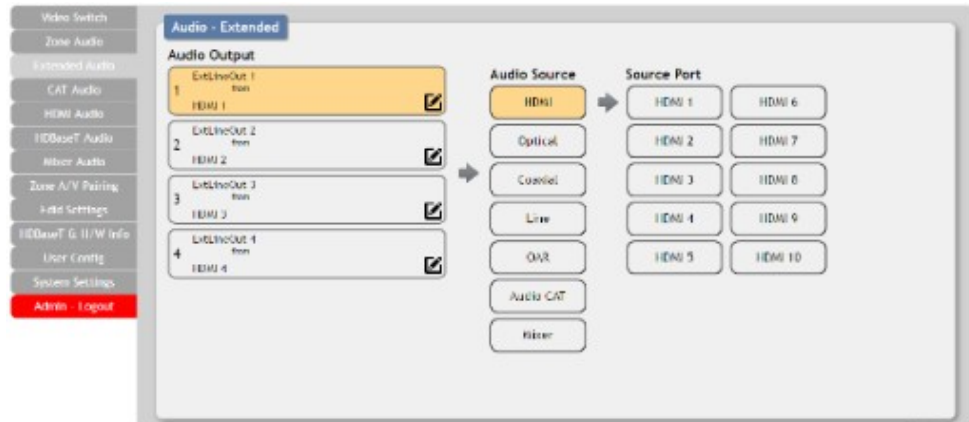 Video Switch
Zone Audio
Extended Audio
CAT Audio
HDMI Audio
HDBaseT Audio
Mixer Audio
Zone A/V Pairing
Edid Settings
HDBaseT & H/W Info
User Config
System Settings
Admin - Logout
Audio - Extended
Audio Output
1
ExtLineOut 1
from
HDMI 1
2
ExtLineOut 2
from
HDMI 2
3
ExtLineOut 3
from
HDMI 3
4
ExtLineOut 4
from
HDMI 4
Audio Source
HDMI
Optical
Coaxial
Line
OAR
Audio CAT
Mixer
Source Port
HDMI 1 HDMI 6
HDMI 2 HDMI 7
HDMI 3 HDMI 8
HDMI 4 HDMI 9
HDMI 5 HDMI 10